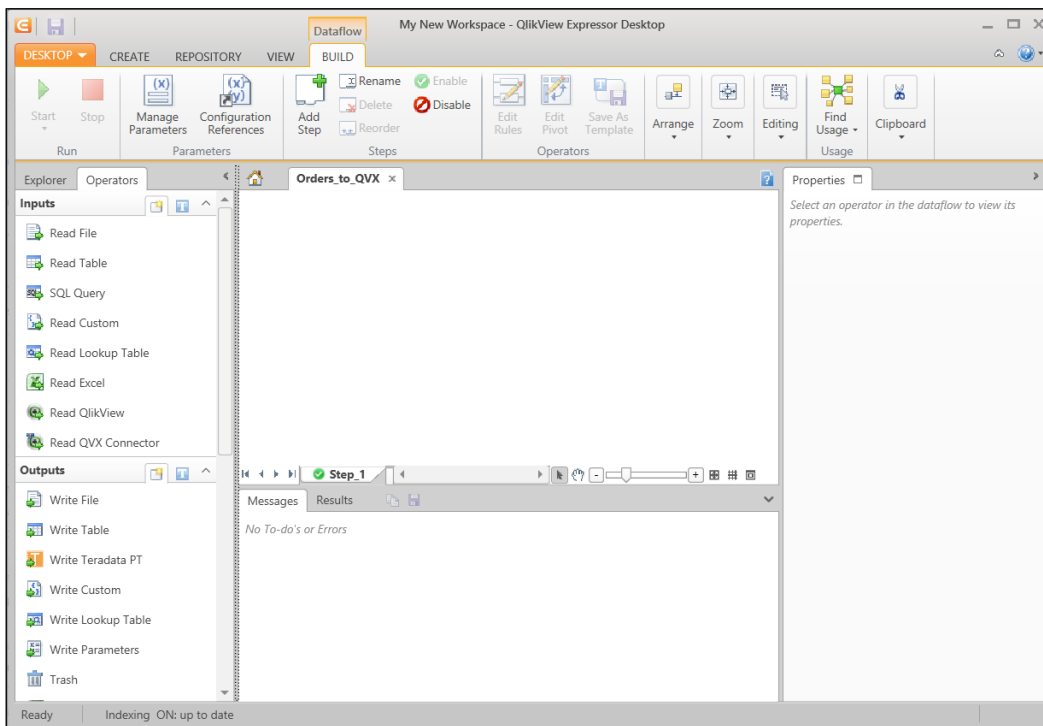 Dataflow
My New Workspace - QlikView Expressor Desktop
DESKTOP CREATE REPOSITORY VIEW BUILD
Start
Stop
Run
Manage Parameters
Configuration References
Parameters
Add Step
Rename
Delete
Reorder
Enable
Disable
Steps
Edit Rules
Edit Pivot
Save As Template
Operators
Arrange
Zoom
Editing
Find Usage
Usage
Clipboard
Explorer Operators
Orders_to_QVX
Properties
Inputs
Read File
Read Table
SQL Query
Read Custom
Read Lookup Table
Read Excel
Read QlikView
Read QVX Connector
Outputs
Write File
Write Table
Write Teradata PT
Write Custom
Write Lookup Table
Write Parameters
Trash
Step_1
Messages Results
No To-do's or Errors
Select an operator in the dataflow to view its
properties.
Ready Indexing ON: up to date